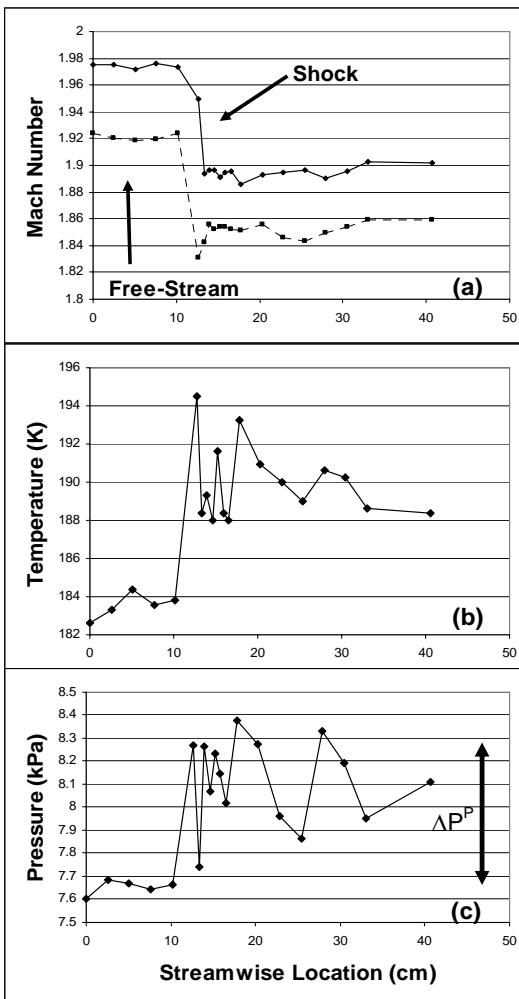 2
1.98
1.96
1.94
1.92
1.9
1.88
1.86
1.84
1.82
1.8
Mach Number
Shock
Free-Stream
(a)
0 10 20 30 40 50
196
194
192
190
188
186
184
182
Temperature (K)
(b)
0 10 20 30 40 50
8.5
8.4
8.3
8.2
8.1
8
7.9
7.8
7.7
7.6
7.5
Pressure (kPa)
ΔPᴾ
(c)
0 10 20 30 40 50
Streamwise Location (cm)